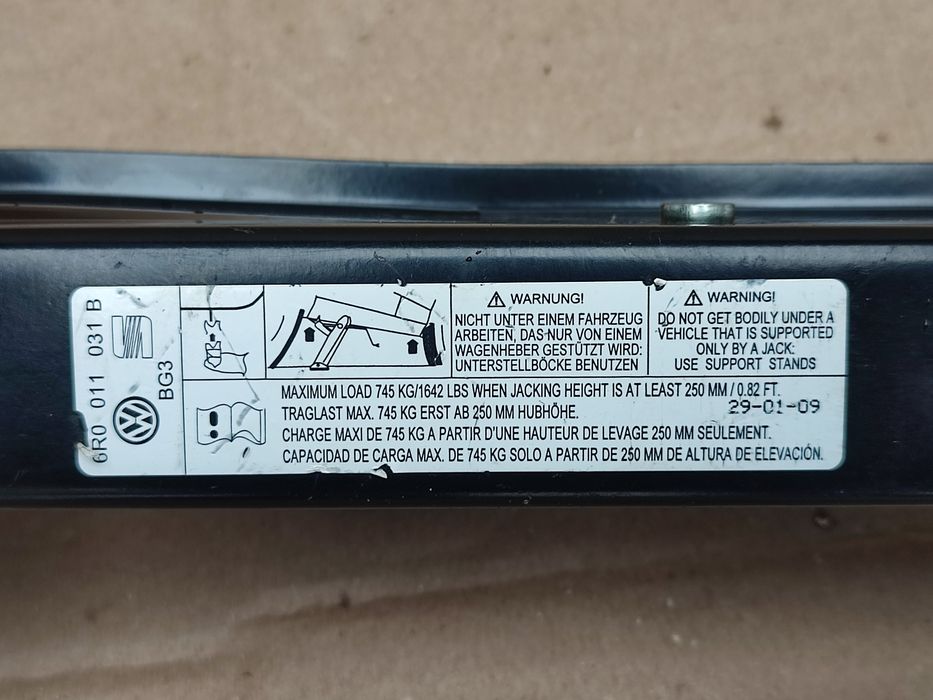 6R0 011 031 B
BG3
WARNUNG!
NICHT UNTER EINEM FAHRZEUG
ARBEITEN, DAS NUR VON EINEM
WAGENHEBER GESTÜTZT WIRD:
UNTERSTELLBÖCKE BENUTZEN
WARNING!
DO NOT GET BODILY UNDER A
VEHICLE THAT IS SUPPORTED
ONLY BY A JACK:
USE SUPPORT STANDS
MAXIMUM LOAD 745 KG/1642 LBS WHEN JACKING HEIGHT IS AT LEAST 250 MM / 0.82 FT.
TRAGLAST MAX. 745 KG ERST AB 250 MM HUBHÖHE.
29-01-09
CHARGE MAXI DE 745 KG A PARTIR D'UNE HAUTEUR DE LEVAGE 250 MM SEULEMENT.
CAPACIDAD DE CARGA MAX. DE 745 KG SOLO A PARTIR DE 250 MM DE ALTURA DE ELEVACIÓN.